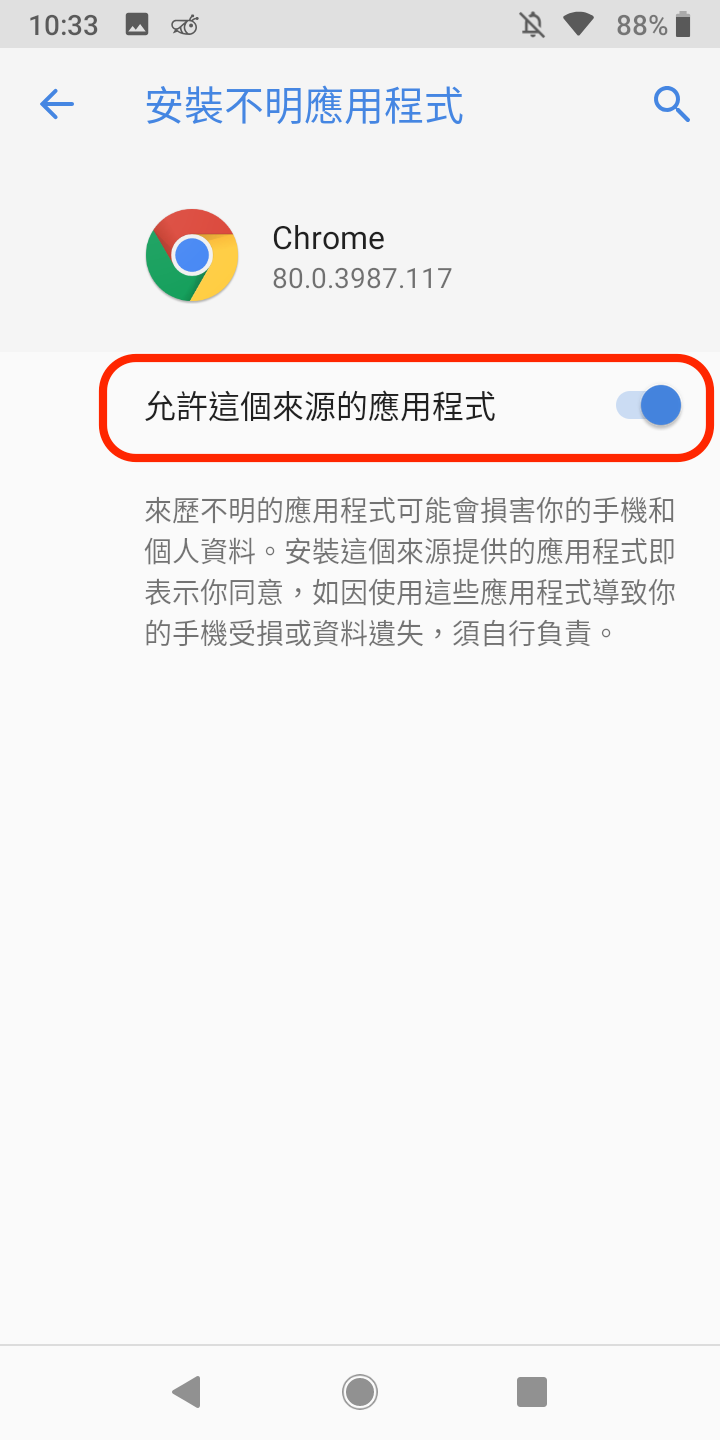 10:33
88%
安裝不明應用程式
Chrome
80.0.3987.117
允許這個來源的應用程式
來歷不明的應用程式可能會損害你的手機和
個人資料。安裝這個來源提供的應用程式即
表示你同意，如因使用這些應用程式導致你
的手機受損或資料遺失，須自行負責。